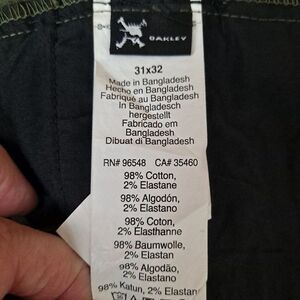 OAKLEY
31x32
Made in Bangladesh
Hecho en Bangladesh
Fabriqué au Bangladesh
In Bangladesch
hergestellt
Fabricado em
Bangladesh
Dibuat di Bangladesh
RN# 96548 CA# 35460
98% Cotton,
2% Elastane
98% Algodón,
2% Elastano
98% Coton,
2% Élasthanne
98% Baumwolle,
2% Elastan
98% Algodão,
2% Elastano
98% Katun, 2% Elastan